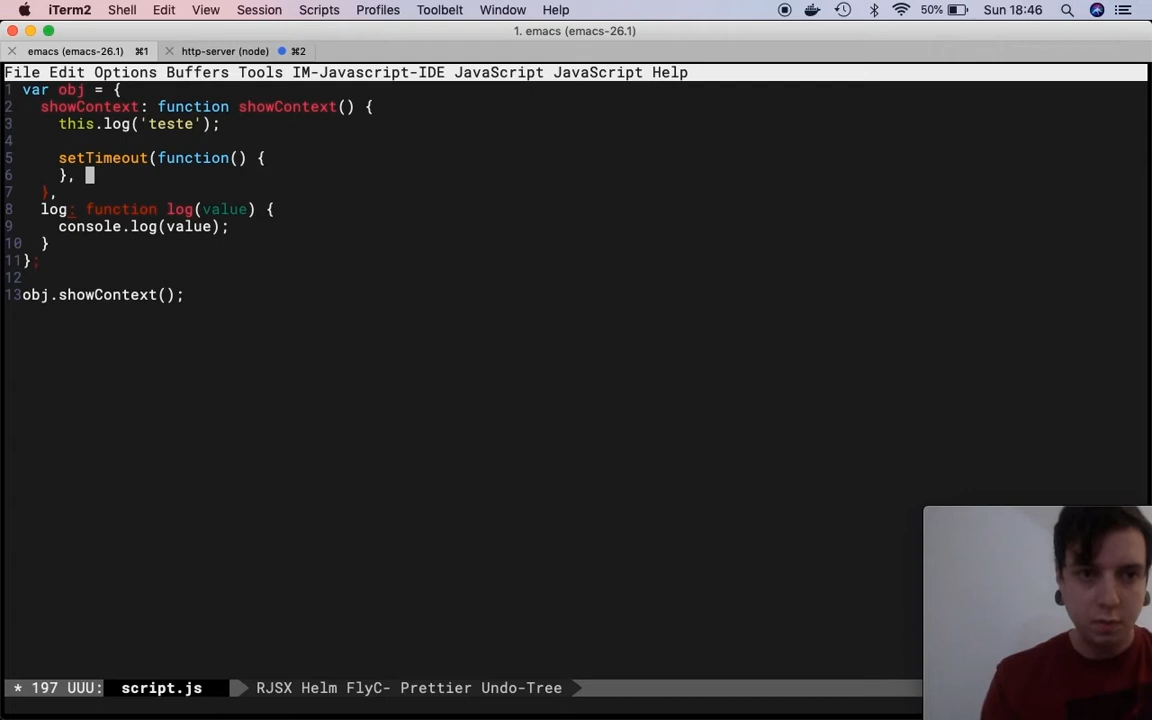 iTerm2 Shell Edit View Session Scripts Profiles Toolbelt Window Help 50% Sun 18:46
1. emacs (emacs-26.1)
emacs (emacs-26.1) ⌘1 http-server (node) ⌘2
File Edit Options Buffers Tools IM-Javascript-IDE JavaScript JavaScript Help
1 var obj = {
2 showContext: function showContext() {
3 this.log('teste');
4
5 setTimeout(function() {
6 },
7 },
8 log: function log(value) {
9 console.log(value);
10 }
11 };
12
13 obj.showContext();
* 197 UUU: script.js RJSX Helm FlyC- Prettier Undo-Tree